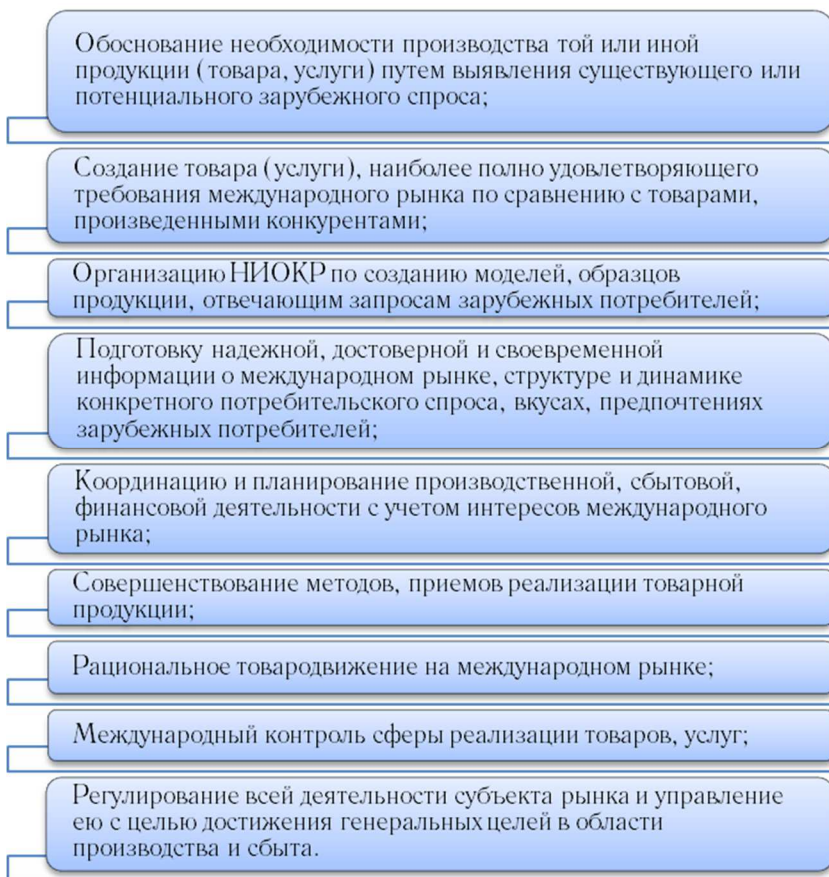 Обоснование необходимости производства той или иной
продукции (товара, услуги) путем выявления существующего или
потенциального зарубежного спроса;
Создание товара (услуги), наиболее полно удовлетворяющего
требования международного рынка по сравнению с товарами,
произведенными конкурентами;
Организацию НИОКР по созданию моделей, образцов
продукции, отвечающим запросам зарубежных потребителей;
Подготовку надежной, достоверной и своевременной
информации о международном рынке, структуре и динамике
конкретного потребительского спроса, вкусах, предпочтениях
зарубежных потребителей;
Координацию и планирование производственной, сбытовой,
финансовой деятельности с учетом интересов международного
рынка;
Совершенствование методов, приемов реализации товарной
продукции;
Рациональное товародвижение на международном рынке;
Международный контроль сферы реализации товаров, услуг;
Регулирование всей деятельности субъекта рынка и управление
ею с целью достижения генеральных целей в области
производства и сбыта.